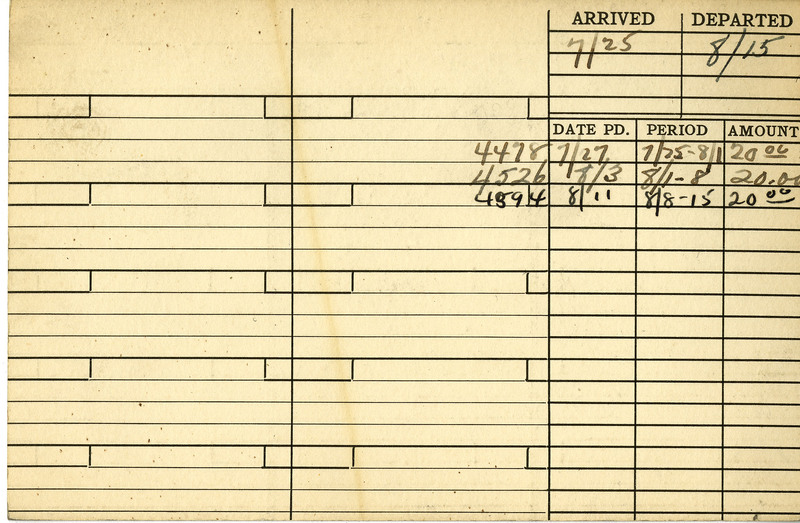 ARRIVED DEPARTED
7/25 8/15
DATE PD. PERIOD AMOUNT
4478 7/27 7/25-8/1 20 00
4526 8/3 8/1-8 20.00
4594 8/11 8/8-15 20 00